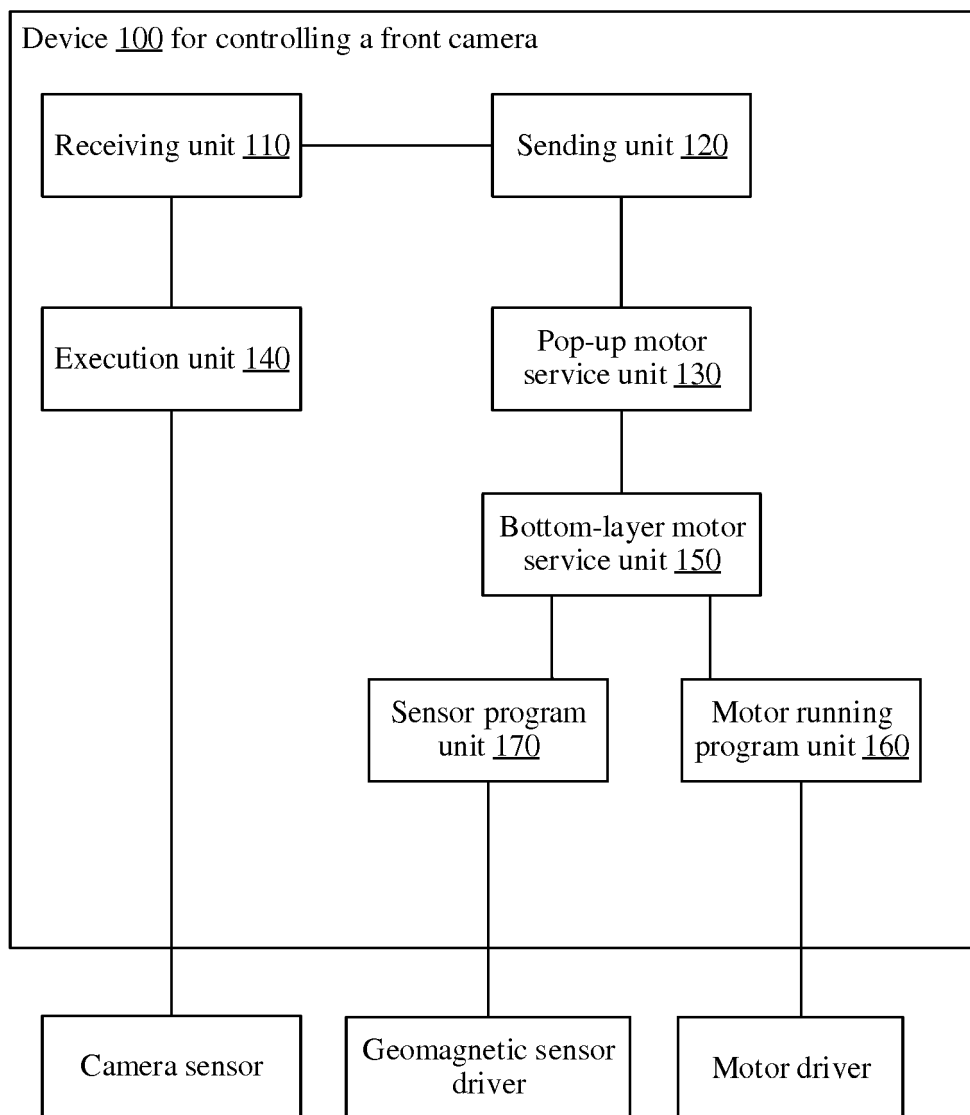 Device 100 for controlling a front camera
Receiving unit 110
Sending unit 120
Execution unit 140
Pop-up motor
service unit 130
Bottom-layer motor
service unit 150
Sensor program
unit 170
Motor running
program unit 160
Camera sensor
Geomagnetic sensor
driver
Motor driver